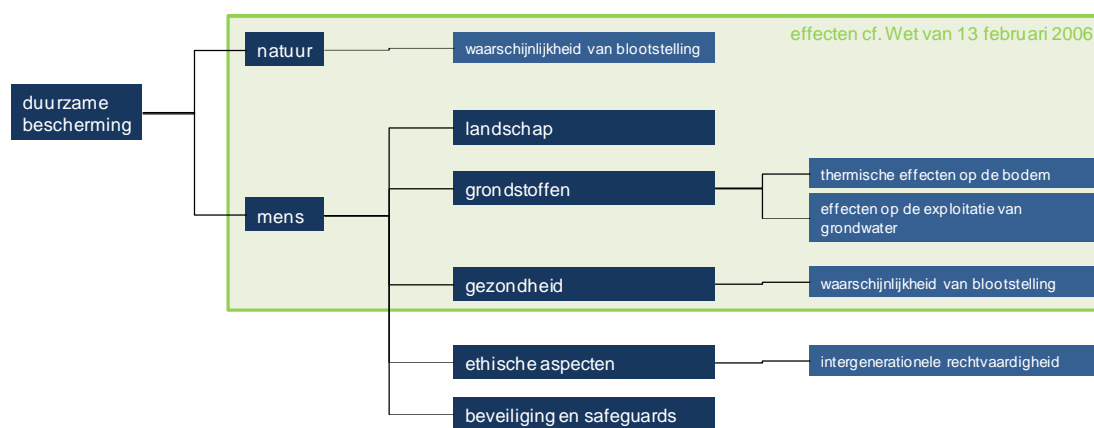 effecten cf. Wet van 13 februari 2006
natuur
waarschijnlijkheid van blootstelling
duurzame
bescherming
landschap
grondstoffen
thermische effecten op de bodem
effecten op de exploitatie van
grondwater
mens
gezondheid
waarschijnlijkheid van blootstelling
ethische aspecten
intergenerationele rechtvaardigheid
beveiliging en safeguards